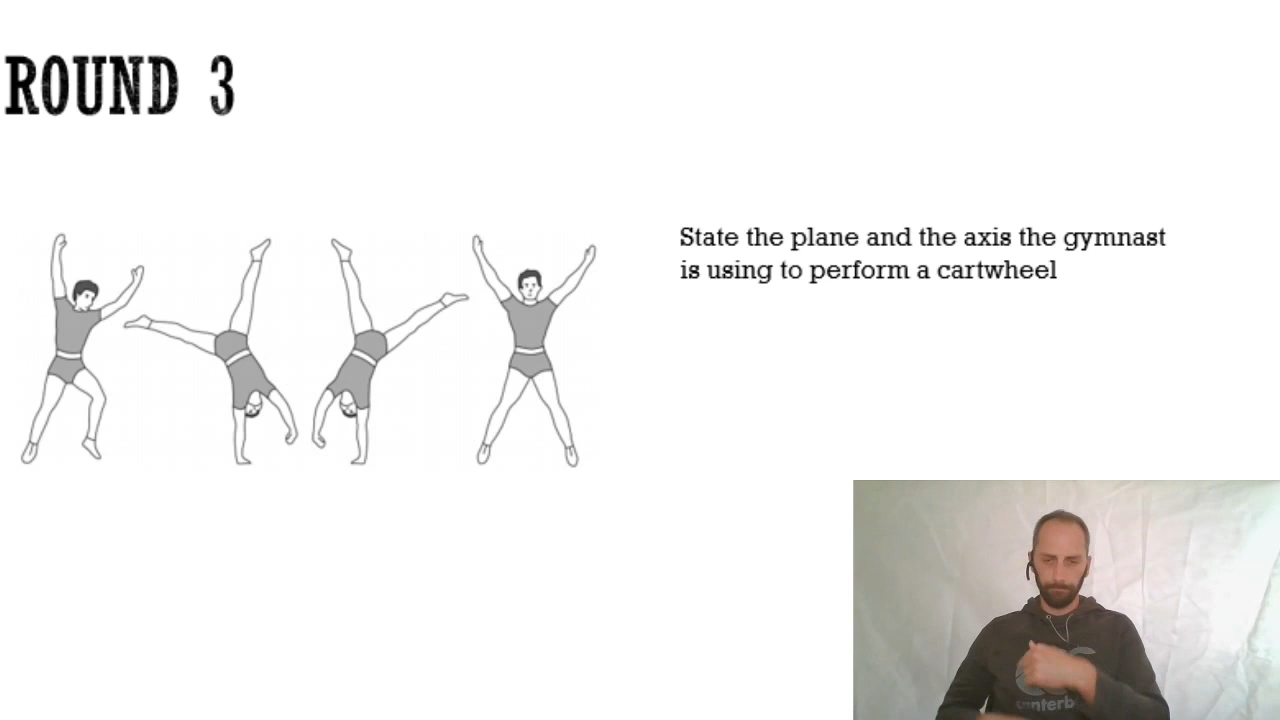 ROUND 3
State the plane and the axis the gymnast
is using to perform a cartwheel